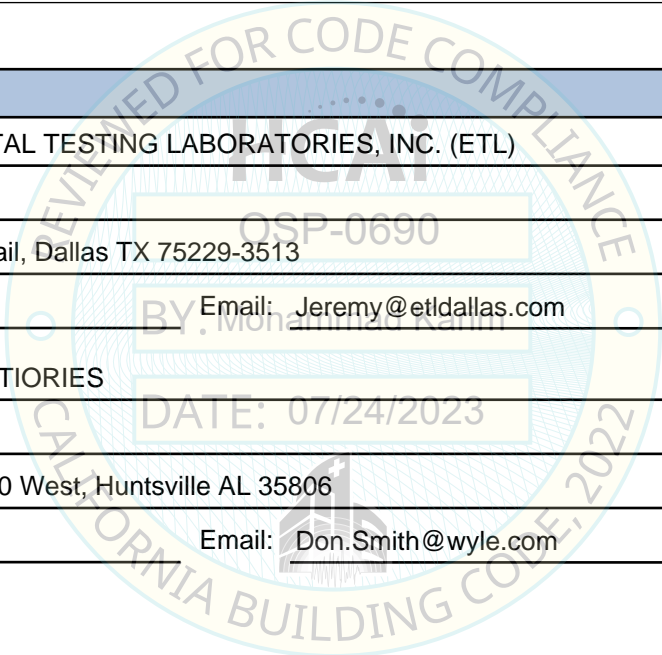 REVIEWED FOR CODE COMPLIANCE
TAL TESTING LABORATORIES, INC. (ETL)
HCAi
OSP-0690
ail, Dallas TX 75229-3513
Email: Jeremy@etldallas.com
BY: Mohammad Karim
TIORIES
DATE: 07/24/2023
0 West, Huntsville AL 35806
Email: Don.Smith@wyle.com
CALIFORNIA BUILDING CODE, 2022